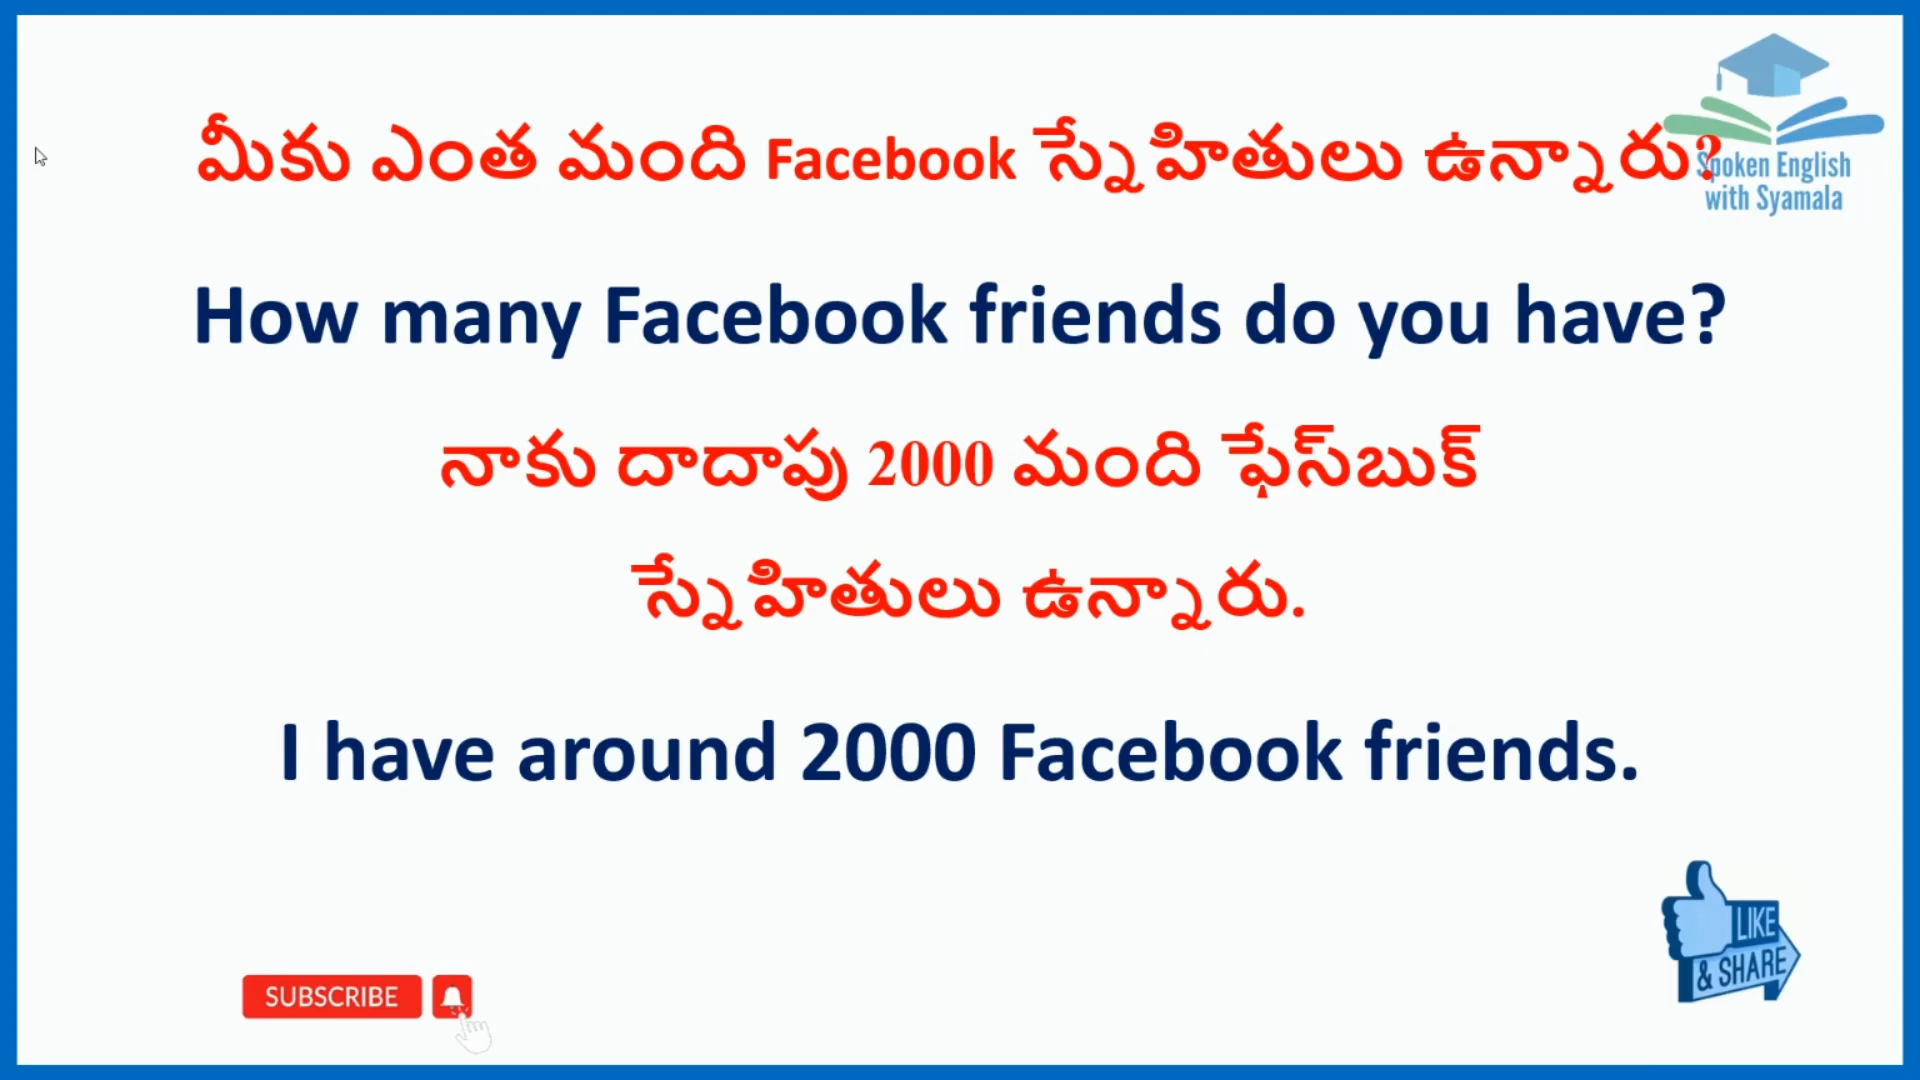 మీకు ఎంత మంది Facebook స్నేహితులు ఉన్నారు?
Spoken English
with Syamala
How many Facebook friends do you have?
నాకు దాదాపు 2000 మంది ఫేస్‌బుక్
స్నేహితులు ఉన్నారు.
I have around 2000 Facebook friends.
LIKE
& SHARE
SUBSCRIBE